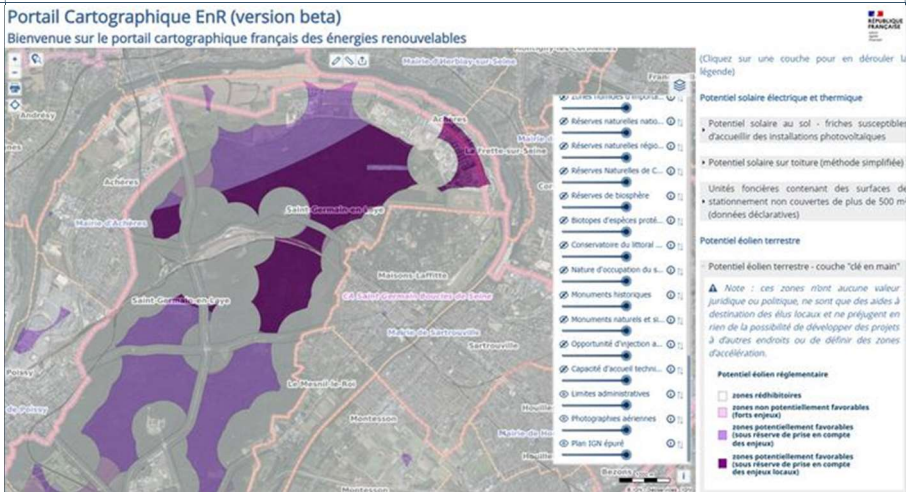 Portail Cartographique EnR (version beta)
Bienvenue sur le portail cartographique français des énergies renouvelables
RÉPUBLIQUE
FRANÇAISE
Mairie d'Herblay-sur-Seine
Andrésy
Achères
La Frette-sur-Seine
Achères
Mairie d'Achères
Saint-Germain-en-Laye
Maisons-Laffitte
CA Saint Germain Boucles de Seine
Saint-Germain-en-Laye
Mairie de Sartrouville
Sartrouville
Poissy
de Poissy
Le Mesnil-le-Roi
Montesson
Houille
Mairie de Ho
Houille
Bezons
Montesson
Zones humides d'importa...
Réserves naturelles natio...
Réserves naturelles régio...
Réserves Naturelles de C...
Réserves de biosphère
Biotopes d'espèces proté...
Conservatoire du littoral ...
Nature d'occupation du s...
Monuments historiques
Monuments naturels et si...
Opportunité d'injection a...
Capacité d'accueil techni...
Limites administratives
Photographies aériennes
Plan IGN épuré
(Cliquez sur une couche pour en dérouler la
légende)
Potentiel solaire électrique et thermique
Potentiel solaire au sol - friches susceptibles
d'accueillir des installations photovoltaïques
Potentiel solaire sur toiture (méthode simplifiée)
Unités foncières contenant des surfaces de
stationnement non couvertes de plus de 500 m²
(données déclaratives)
Potentiel éolien terrestre
Potentiel éolien terrestre - couche "clé en main"
Note : ces zones n'ont aucune valeur
juridique ou politique, ne sont que des aides à
destination des élus locaux et ne préjugent en
rien de la possibilité de développer des projets
à d'autres endroits ou de définir des zones
d'accélération.
Potentiel éolien réglementaire
zones rédhibitoires
zones non potentiellement favorables
(forts enjeux)
zones potentiellement favorables
(sous réserve de prise en compte
des enjeux)
zones potentiellement favorables
(sous réserve de prise en compte
des enjeux locaux)